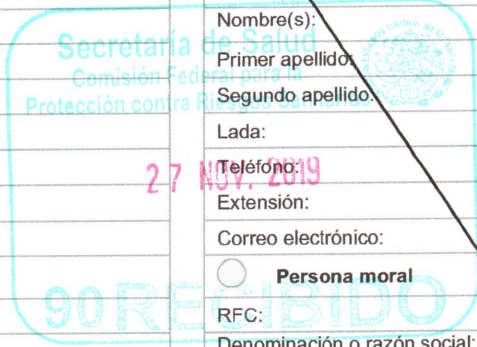 Nombre(s):
Secretaría de Salud
Primer apellido:
Comisión Federal para la
Segundo apellido:
Protección contra Riesgos Sanitarios
Lada:
Teléfono:
27 NOV. 2019
Extensión:
Correo electrónico:
Persona moral
90 RECIBIDO
RFC:
Denominación o razón social: